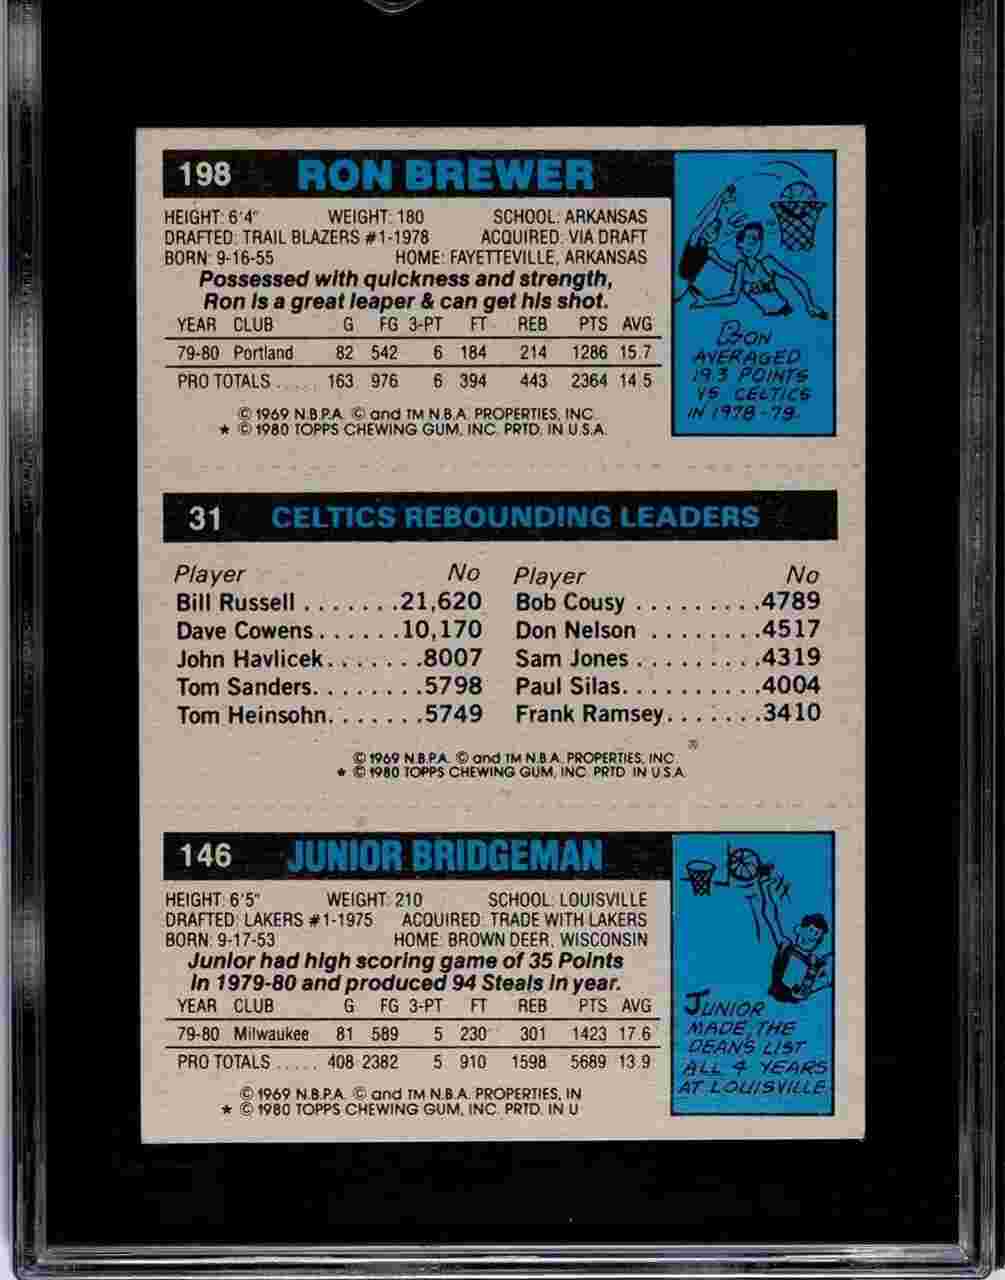 198 RON BREWER
HEIGHT: 6'4" WEIGHT: 180 SCHOOL: ARKANSAS
DRAFTED: TRAIL BLAZERS #1-1978 ACQUIRED: VIA DRAFT
BORN: 9-16-55 HOME: FAYETTEVILLE, ARKANSAS
Possessed with quickness and strength,
Ron is a great leaper & can get his shot.
YEAR CLUB G FG 3-PT FT REB PTS AVG
79-80 Portland 82 542 6 184 214 1286 15.7
PRO TOTALS ..... 163 976 6 394 443 2364 14.5
© 1969 N.B.P.A. © and TM N.B.A. PROPERTIES, INC.
★ © 1980 TOPPS CHEWING GUM, INC. PRTD. IN U.S.A.
RON
AVERAGED
19.3 POINTS
VS CELTICS
IN 1978-79.
31 CELTICS REBOUNDING LEADERS
Player No Player No
Bill Russell .......21,620 Bob Cousy .........4789
Dave Cowens......10,170 Don Nelson ........4517
John Havlicek.......8007 Sam Jones.........4319
Tom Sanders........5798 Paul Silas..........4004
Tom Heinsohn.......5749 Frank Ramsey.......3410
© 1969 N.B.P.A. © and TM N.B.A. PROPERTIES, INC.
★ © 1980 TOPPS CHEWING GUM, INC. PRTD. IN U.S.A.
146 JUNIOR BRIDGEMAN
HEIGHT: 6'5" WEIGHT: 210 SCHOOL: LOUISVILLE
DRAFTED: LAKERS #1-1975 ACQUIRED: TRADE WITH LAKERS
BORN: 9-17-53 HOME: BROWN DEER, WISCONSIN
Junior had high scoring game of 35 Points
in 1979-80 and produced 94 Steals in year.
YEAR CLUB G FG 3-PT FT REB PTS AVG
79-80 Milwaukee 81 589 5 230 301 1423 17.6
PRO TOTALS ..... 408 2382 5 910 1598 5689 13.9
© 1969 N.B.P.A. © and TM N.B.A. PROPERTIES, IN
★ © 1980 TOPPS CHEWING GUM, INC. PRTD. IN U
JUNIOR
MADE THE
DEAN'S LIST
ALL 4 YEARS
AT LOUISVILLE